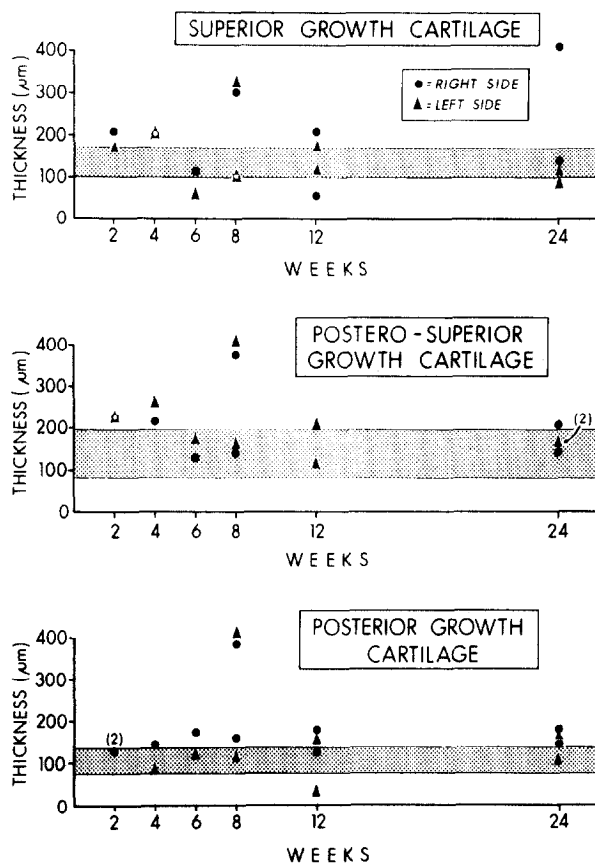 SUPERIOR GROWTH CARTILAGE
● = RIGHT SIDE
▲ = LEFT SIDE
THICKNESS (μm)
400
300
200
100
0
2 4 6 8 12 24
WEEKS
POSTERO-SUPERIOR
GROWTH CARTILAGE
THICKNESS (μm)
400
300
200
100
0
(2)
2 4 6 8 12 24
WEEKS
POSTERIOR GROWTH
CARTILAGE
THICKNESS (μm)
400
300
200
100
0
(2)
2 4 6 8 12 24
WEEKS